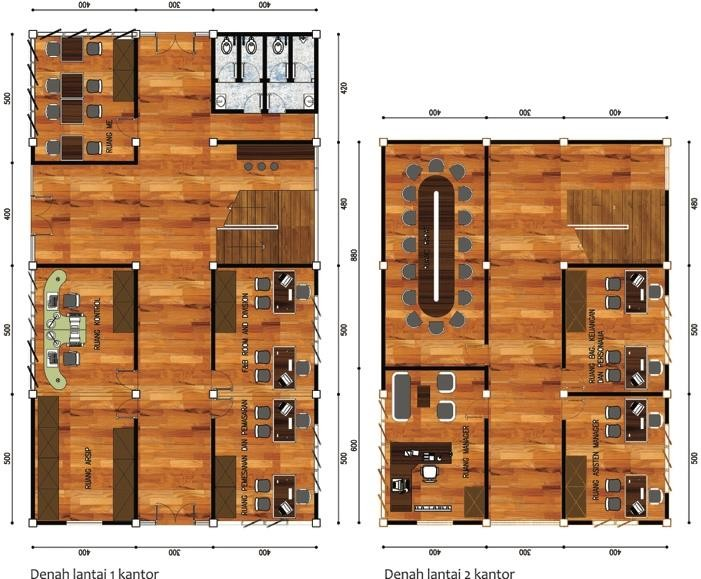 400 300 400
500
420
RUANG ME
400
480
500
500
RUANG KONTROL
F&B ROOM AND DIVISION
500
500
RUANG ARSIP
RUANG PEMESANAN DAN PEMASARAN
400 300 400
Denah lantai 1 kantor
400 300 400
880
480
500
RUANG BAG. KEUANGAN
DAN PERSONALIA
600
500
RUANG MANAGER
RUANG ASISTEN MANAGER
400 300 400
Denah lantai 2 kantor